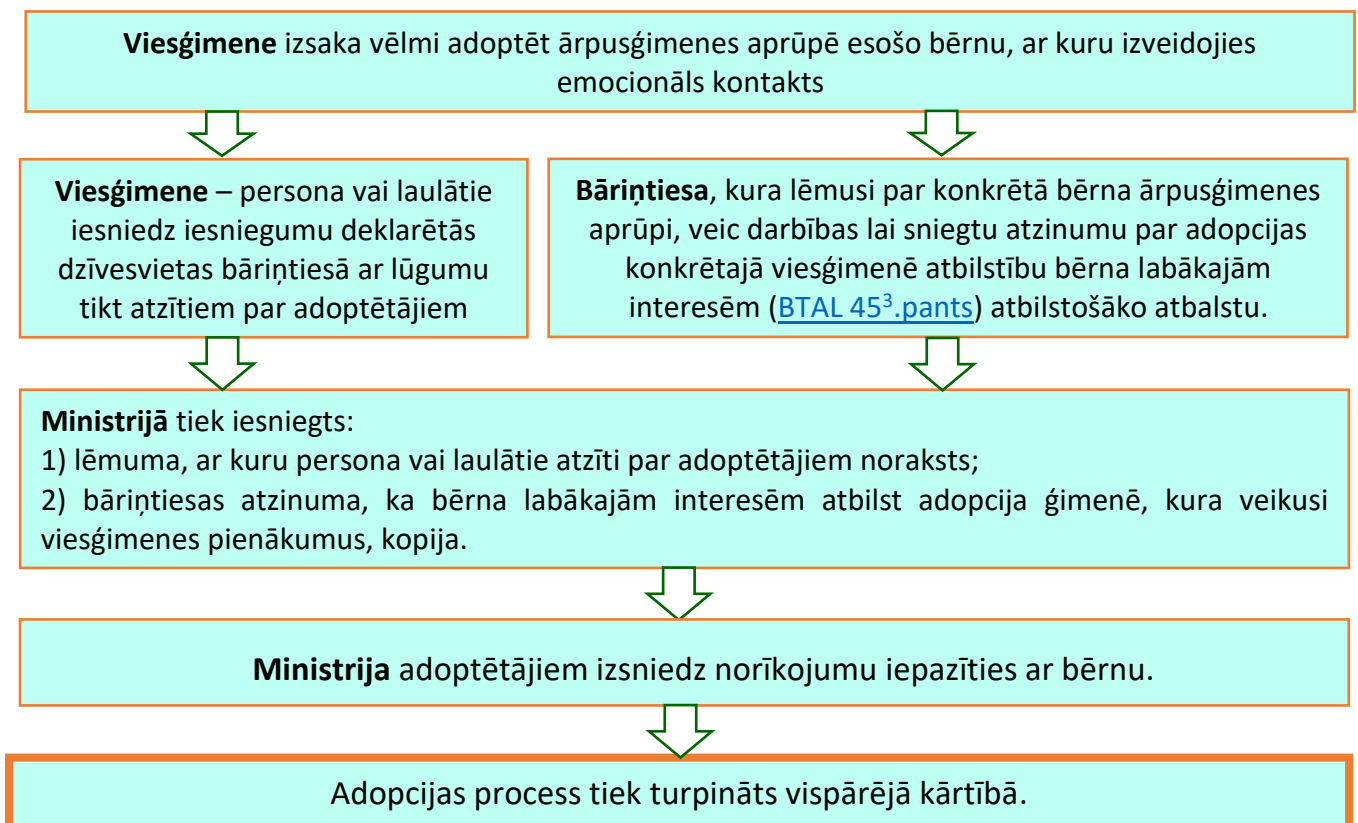 Viesģimene izsaka vēlmi adoptēt ārpusģimenes aprūpē esošo bērnu, ar kuru izveidojies
emocionāls kontakts
Viesģimene – persona vai laulātie
iesniedz iesniegumu deklarētās
dzīvesvietas bāriņtiesā ar lūgumu
tikt atzītiem par adoptētājiem
Bāriņtiesa, kura lēmusi par konkrētā bērna ārpusģimenes
aprūpi, veic darbības lai sniegtu atzinumu par adopcijas
konkrētajā viesģimenē atbilstību bērna labākajām
interesēm (BTAL 45³.pants) atbilstošāko atbalstu.
Ministrijā tiek iesniegts:
1) lēmuma, ar kuru persona vai laulātie atzīti par adoptētājiem noraksts;
2) bāriņtiesas atzinuma, ka bērna labākajām interesēm atbilst adopcija ģimenē, kura veikusi
viesģimenes pienākumus, kopija.
Ministrija adoptētājiem izsniedz norīkojumu iepazīties ar bērnu.
Adopcijas process tiek turpināts vispārējā kārtībā.